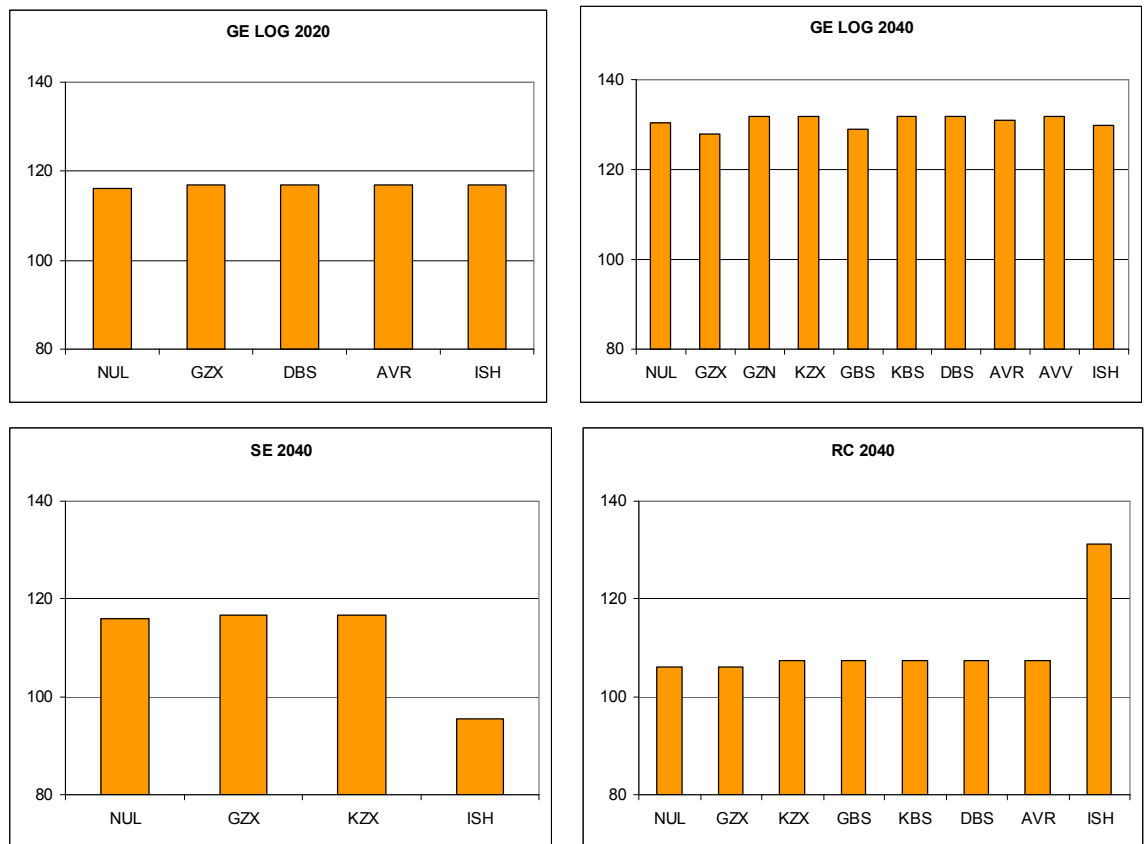 GE LOG 2020
140
120
100
80
NUL GZX DBS AVR ISH
GE LOG 2040
140
120
100
80
NUL GZX GZN KZX GBS KBS DBS AVR AVV ISH
SE 2040
140
120
100
80
NUL GZX KZX ISH
RC 2040
140
120
100
80
NUL GZX KZX GBS KBS DBS AVR ISH